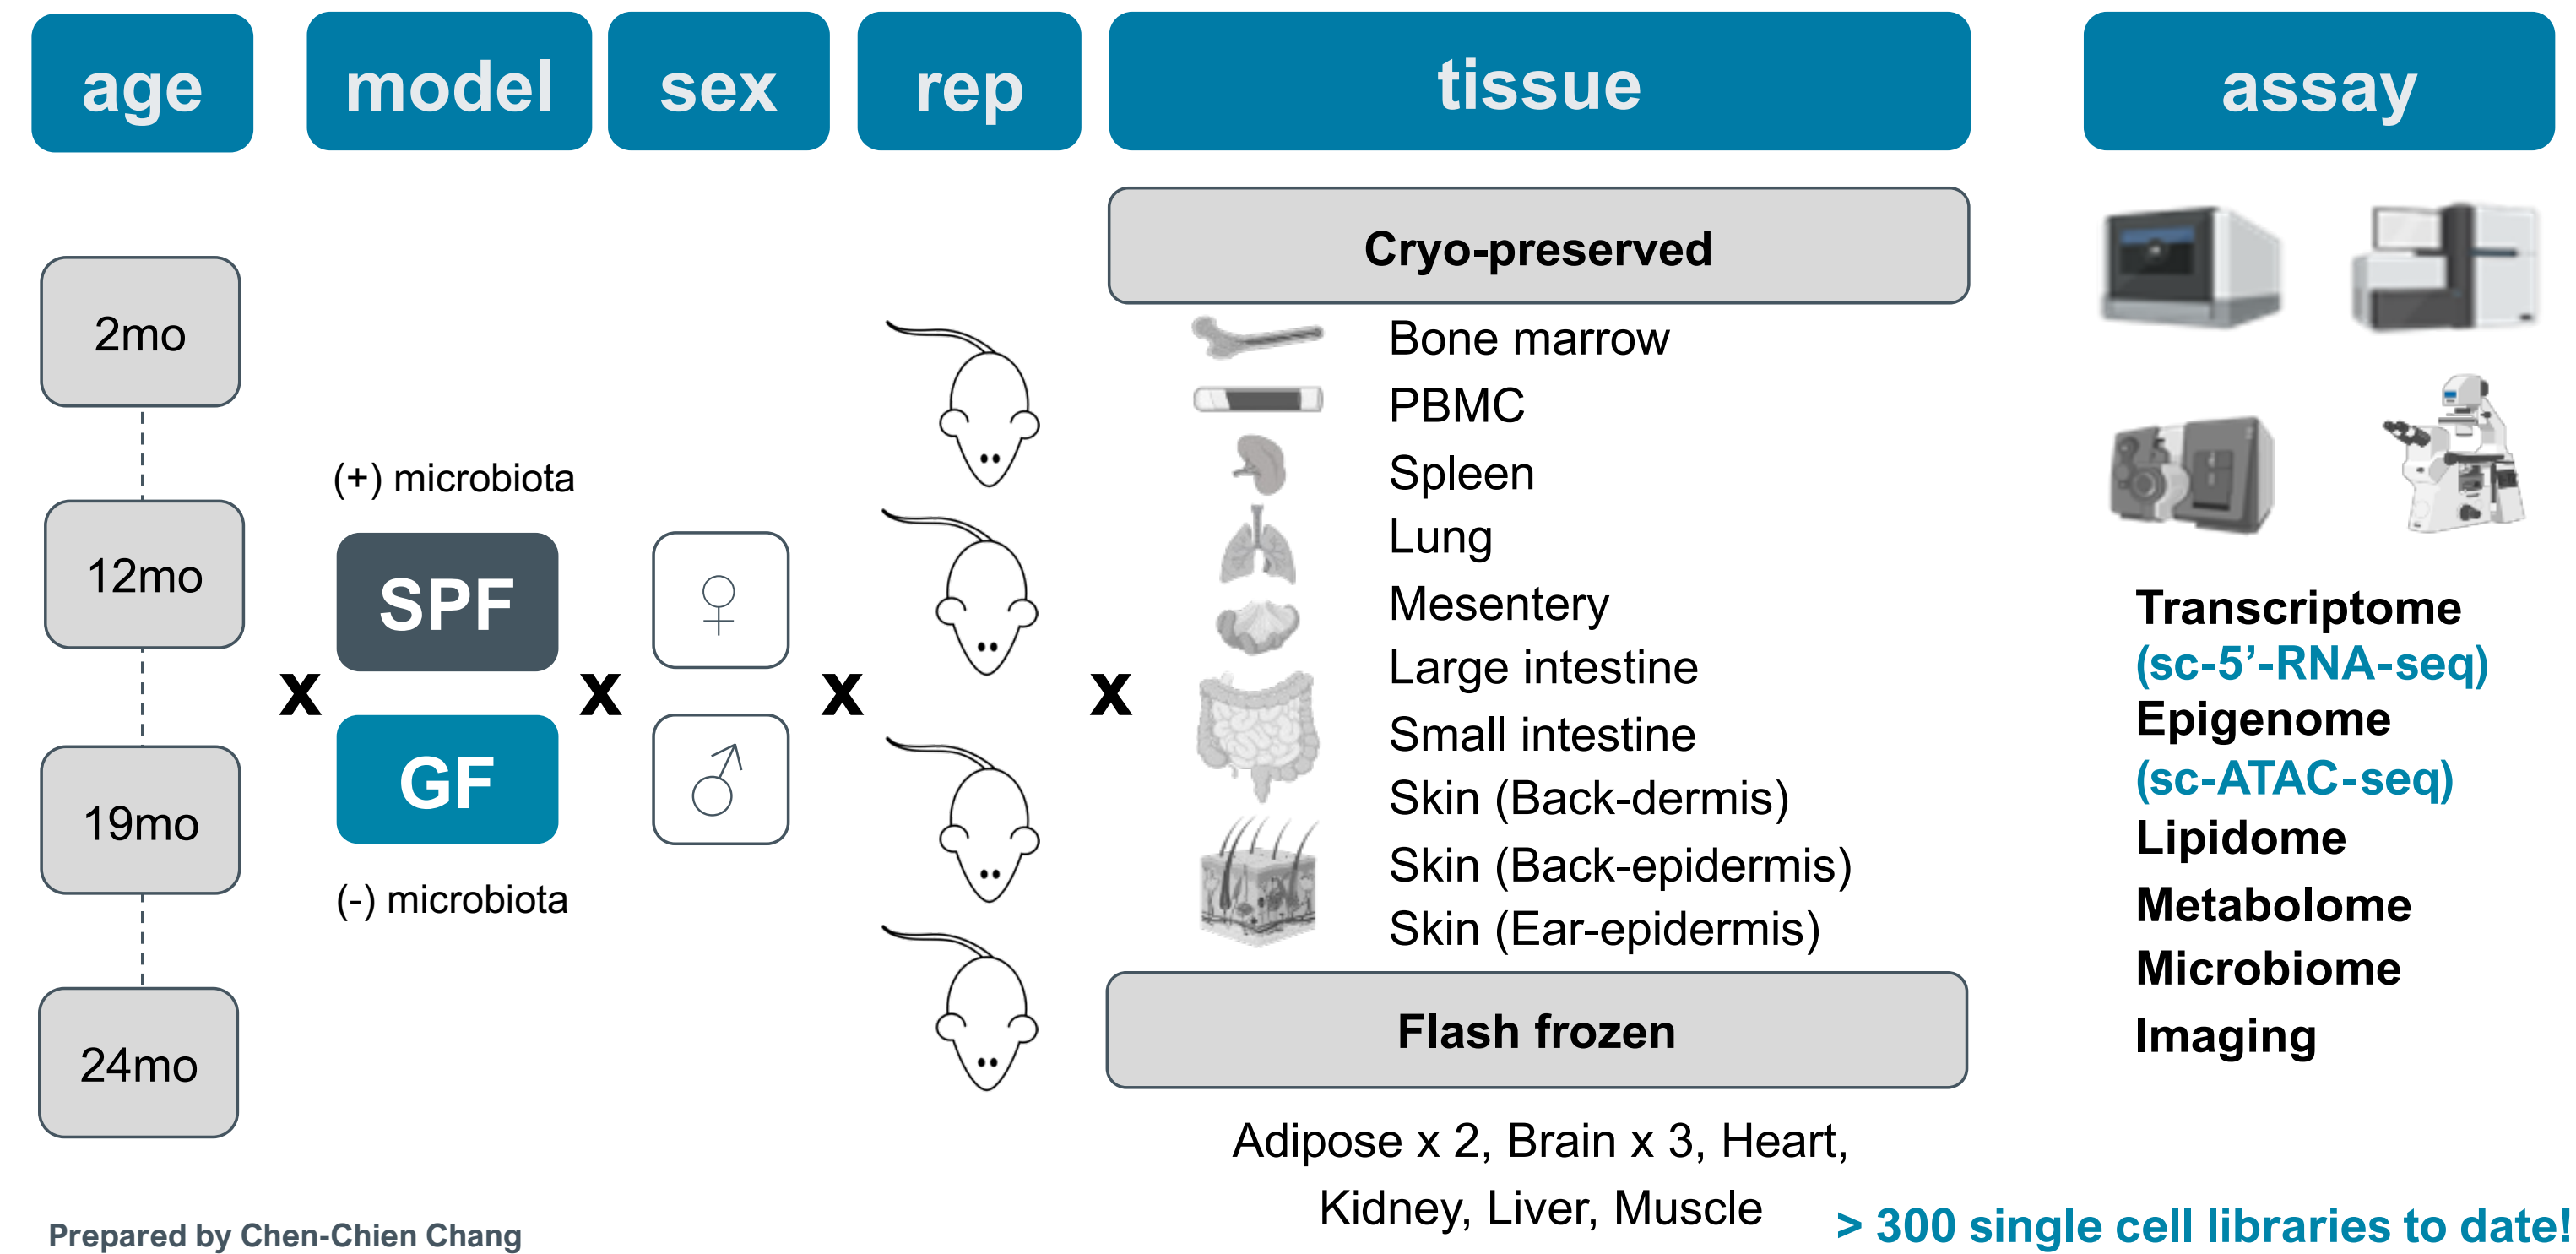 age
model
sex
rep
tissue
assay
2mo
12mo
19mo
24mo
x
(+) microbiota
SPF
GF
(-) microbiota
x
♀
♂
x
x
Cryo-preserved
Bone marrow
PBMC
Spleen
Lung
Mesentery
Large intestine
Small intestine
Skin (Back-dermis)
Skin (Back-epidermis)
Skin (Ear-epidermis)
Flash frozen
Adipose x 2, Brain x 3, Heart,
Kidney, Liver, Muscle
Transcriptome
(sc-5’-RNA-seq)
Epigenome
(sc-ATAC-seq)
Lipidome
Metabolome
Microbiome
Imaging
> 300 single cell libraries to date!
Prepared by Chen-Chien Chang